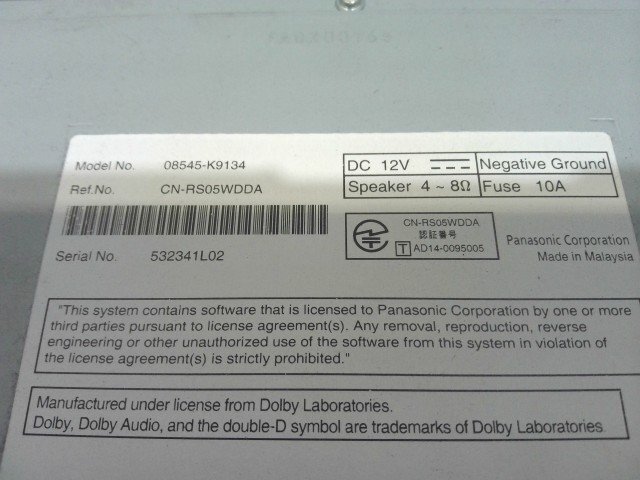 Model No. 08545-K9134
Ref.No. CN-RS05WDDA
Serial No. 532341L02
DC 12V Negative Ground
Speaker 4 ~ 8Ω Fuse 10A
CN-RS05WDDA
認証番号
T AD14-0095005
Panasonic Corporation
Made in Malaysia
"This system contains software that is licensed to Panasonic Corporation by one or more
third parties pursuant to license agreement(s). Any removal, reproduction, reverse
engineering or other unauthorized use of the software from this system in violation of
the license agreement(s) is strictly prohibited."
Manufactured under license from Dolby Laboratories.
Dolby, Dolby Audio, and the double-D symbol are trademarks of Dolby Laboratories.